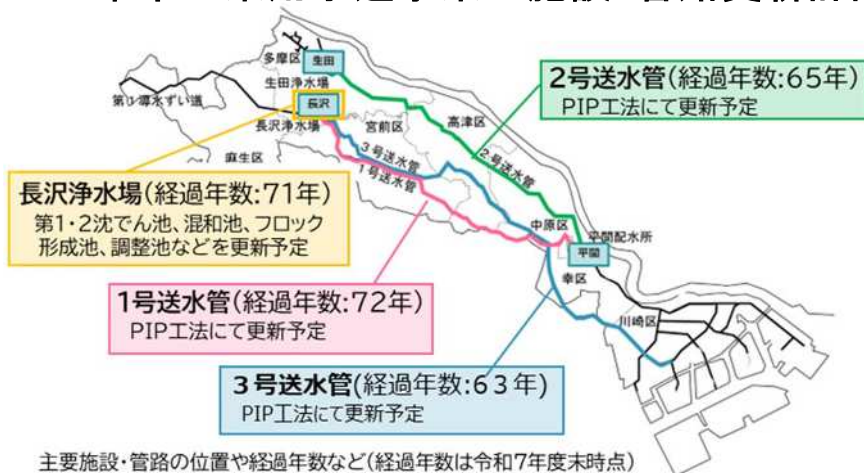 多摩区
生田
生田浄水場
第1導水ずい道
長沢
長沢浄水場
麻生区
宮前区
高津区
3号送水管
1号送水管
2号送水管
中原区
平間配水所
平間
幸区
川崎区
2号送水管(経過年数:65年)
PIP工法にて更新予定
長沢浄水場(経過年数:71年)
第1・2沈でん池、混和池、フロック
形成池、調整池などを更新予定
1号送水管(経過年数:72年)
PIP工法にて更新予定
3号送水管(経過年数:63年)
PIP工法にて更新予定
主要施設・管路の位置や経過年数など(経過年数は令和7年度末時点)